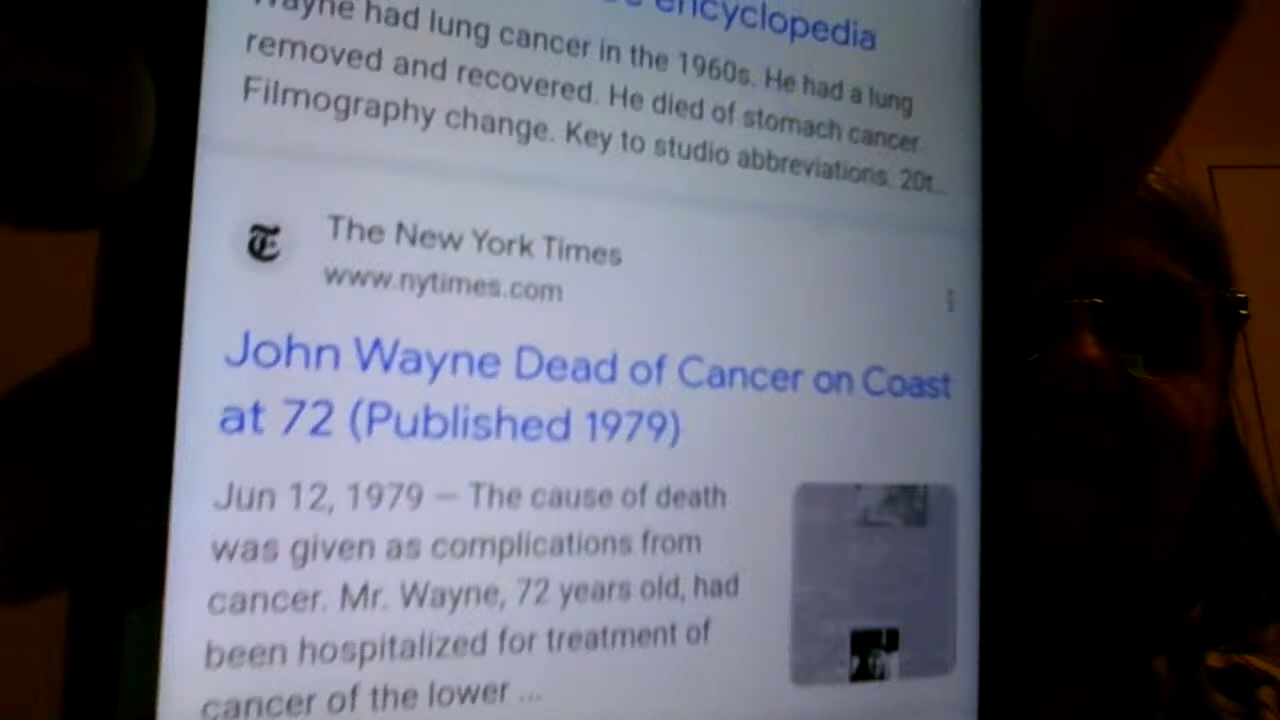 encyclopedia
Wayne had lung cancer in the 1960s. He had a lung
removed and recovered. He died of stomach cancer.
Filmography change. Key to studio abbreviations. 20t...
The New York Times
www.nytimes.com
John Wayne Dead of Cancer on Coast
at 72 (Published 1979)
Jun 12, 1979 — The cause of death
was given as complications from
cancer. Mr. Wayne, 72 years old, had
been hospitalized for treatment of
cancer of the lower ...